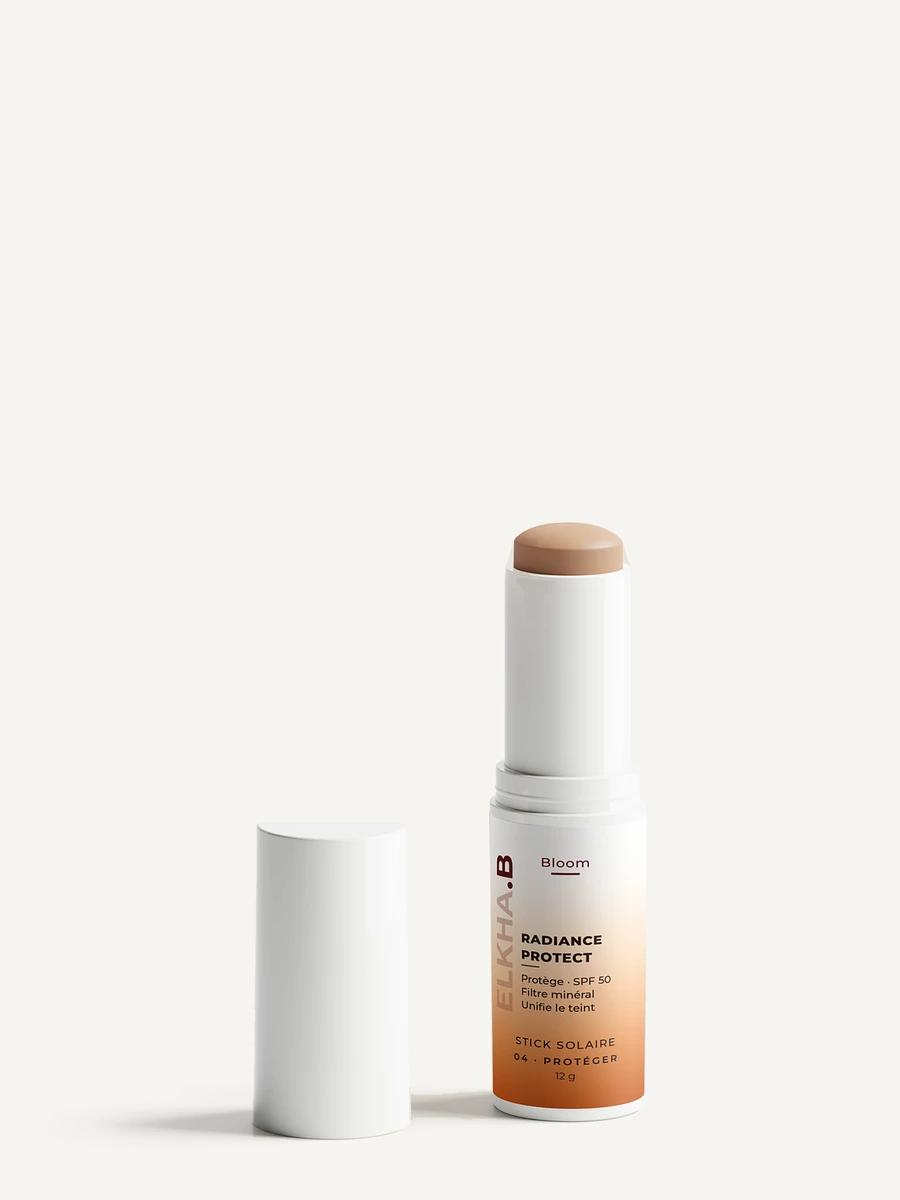 Bloom
ELKHA.B
RADIANCE
PROTECT
Protège · SPF 50
Filtre minéral
Unifie le teint
STICK SOLAIRE
04 · PROTÉGER
12 g